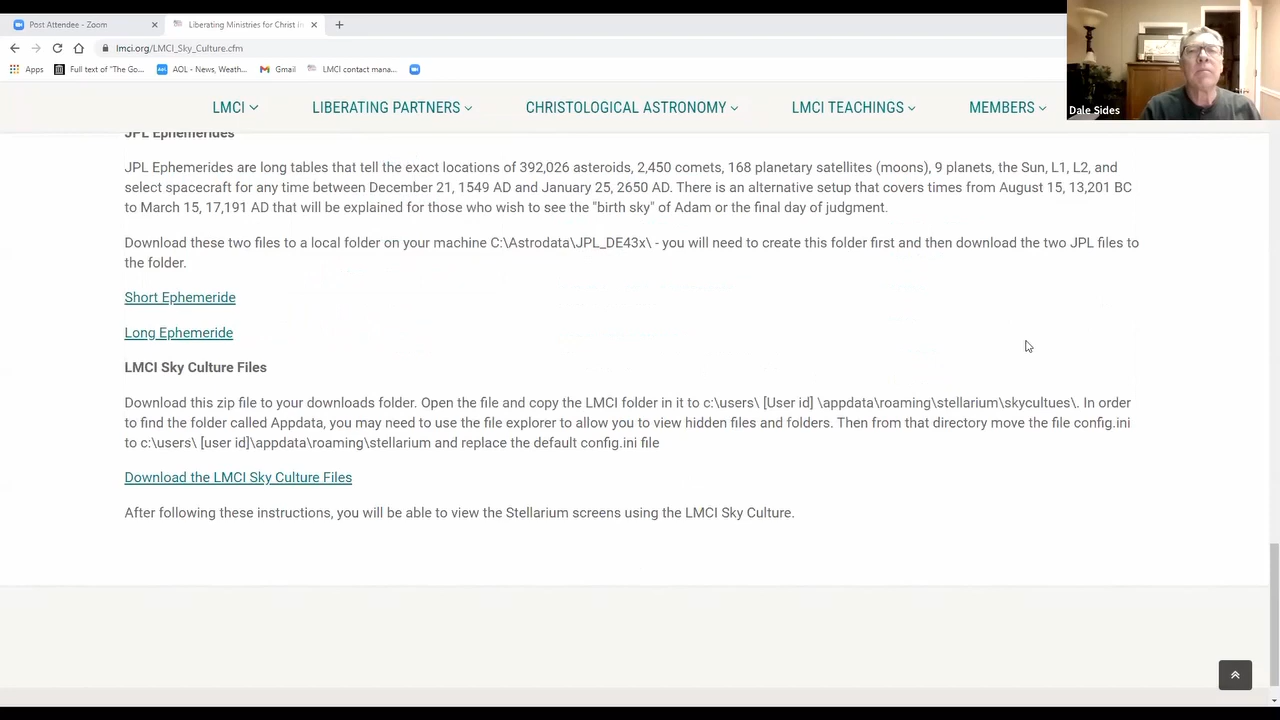 Post Attendee - Zoom
Liberating Ministries for Christ In
lmci.org/LMCI_Sky_Culture.cfm
Apps
Full text of "The Go...
AOL - News, Weath...
Gmail
LMCI contact mana...
Dale Sides
LMCI
LIBERATING PARTNERS
CHRISTOLOGICAL ASTRONOMY
LMCI TEACHINGS
MEMBERS
JPL Ephemerides
JPL Ephemerides are long tables that tell the exact locations of 392,026 asteroids, 2,450 comets, 168 planetary satellites (moons), 9 planets, the Sun, L1, L2, and
select spacecraft for any time between December 21, 1549 AD and January 25, 2650 AD. There is an alternative setup that covers times from August 15, 13,201 BC
to March 15, 17,191 AD that will be explained for those who wish to see the "birth sky" of Adam or the final day of judgment.
Download these two files to a local folder on your machine C:\Astrodata\JPL_DE43x\ - you will need to create this folder first and then download the two JPL files to
the folder.
Short Ephemeride
Long Ephemeride
LMCI Sky Culture Files
Download this zip file to your downloads folder. Open the file and copy the LMCI folder in it to c:\users\ [User id] \appdata\roaming\stellarium\skycultues\. In order
to find the folder called Appdata, you may need to use the file explorer to allow you to view hidden files and folders. Then from that directory move the file config.ini
to c:\users\ [user id]\appdata\roaming\stellarium and replace the default config.ini file
Download the LMCI Sky Culture Files
After following these instructions, you will be able to view the Stellarium screens using the LMCI Sky Culture.